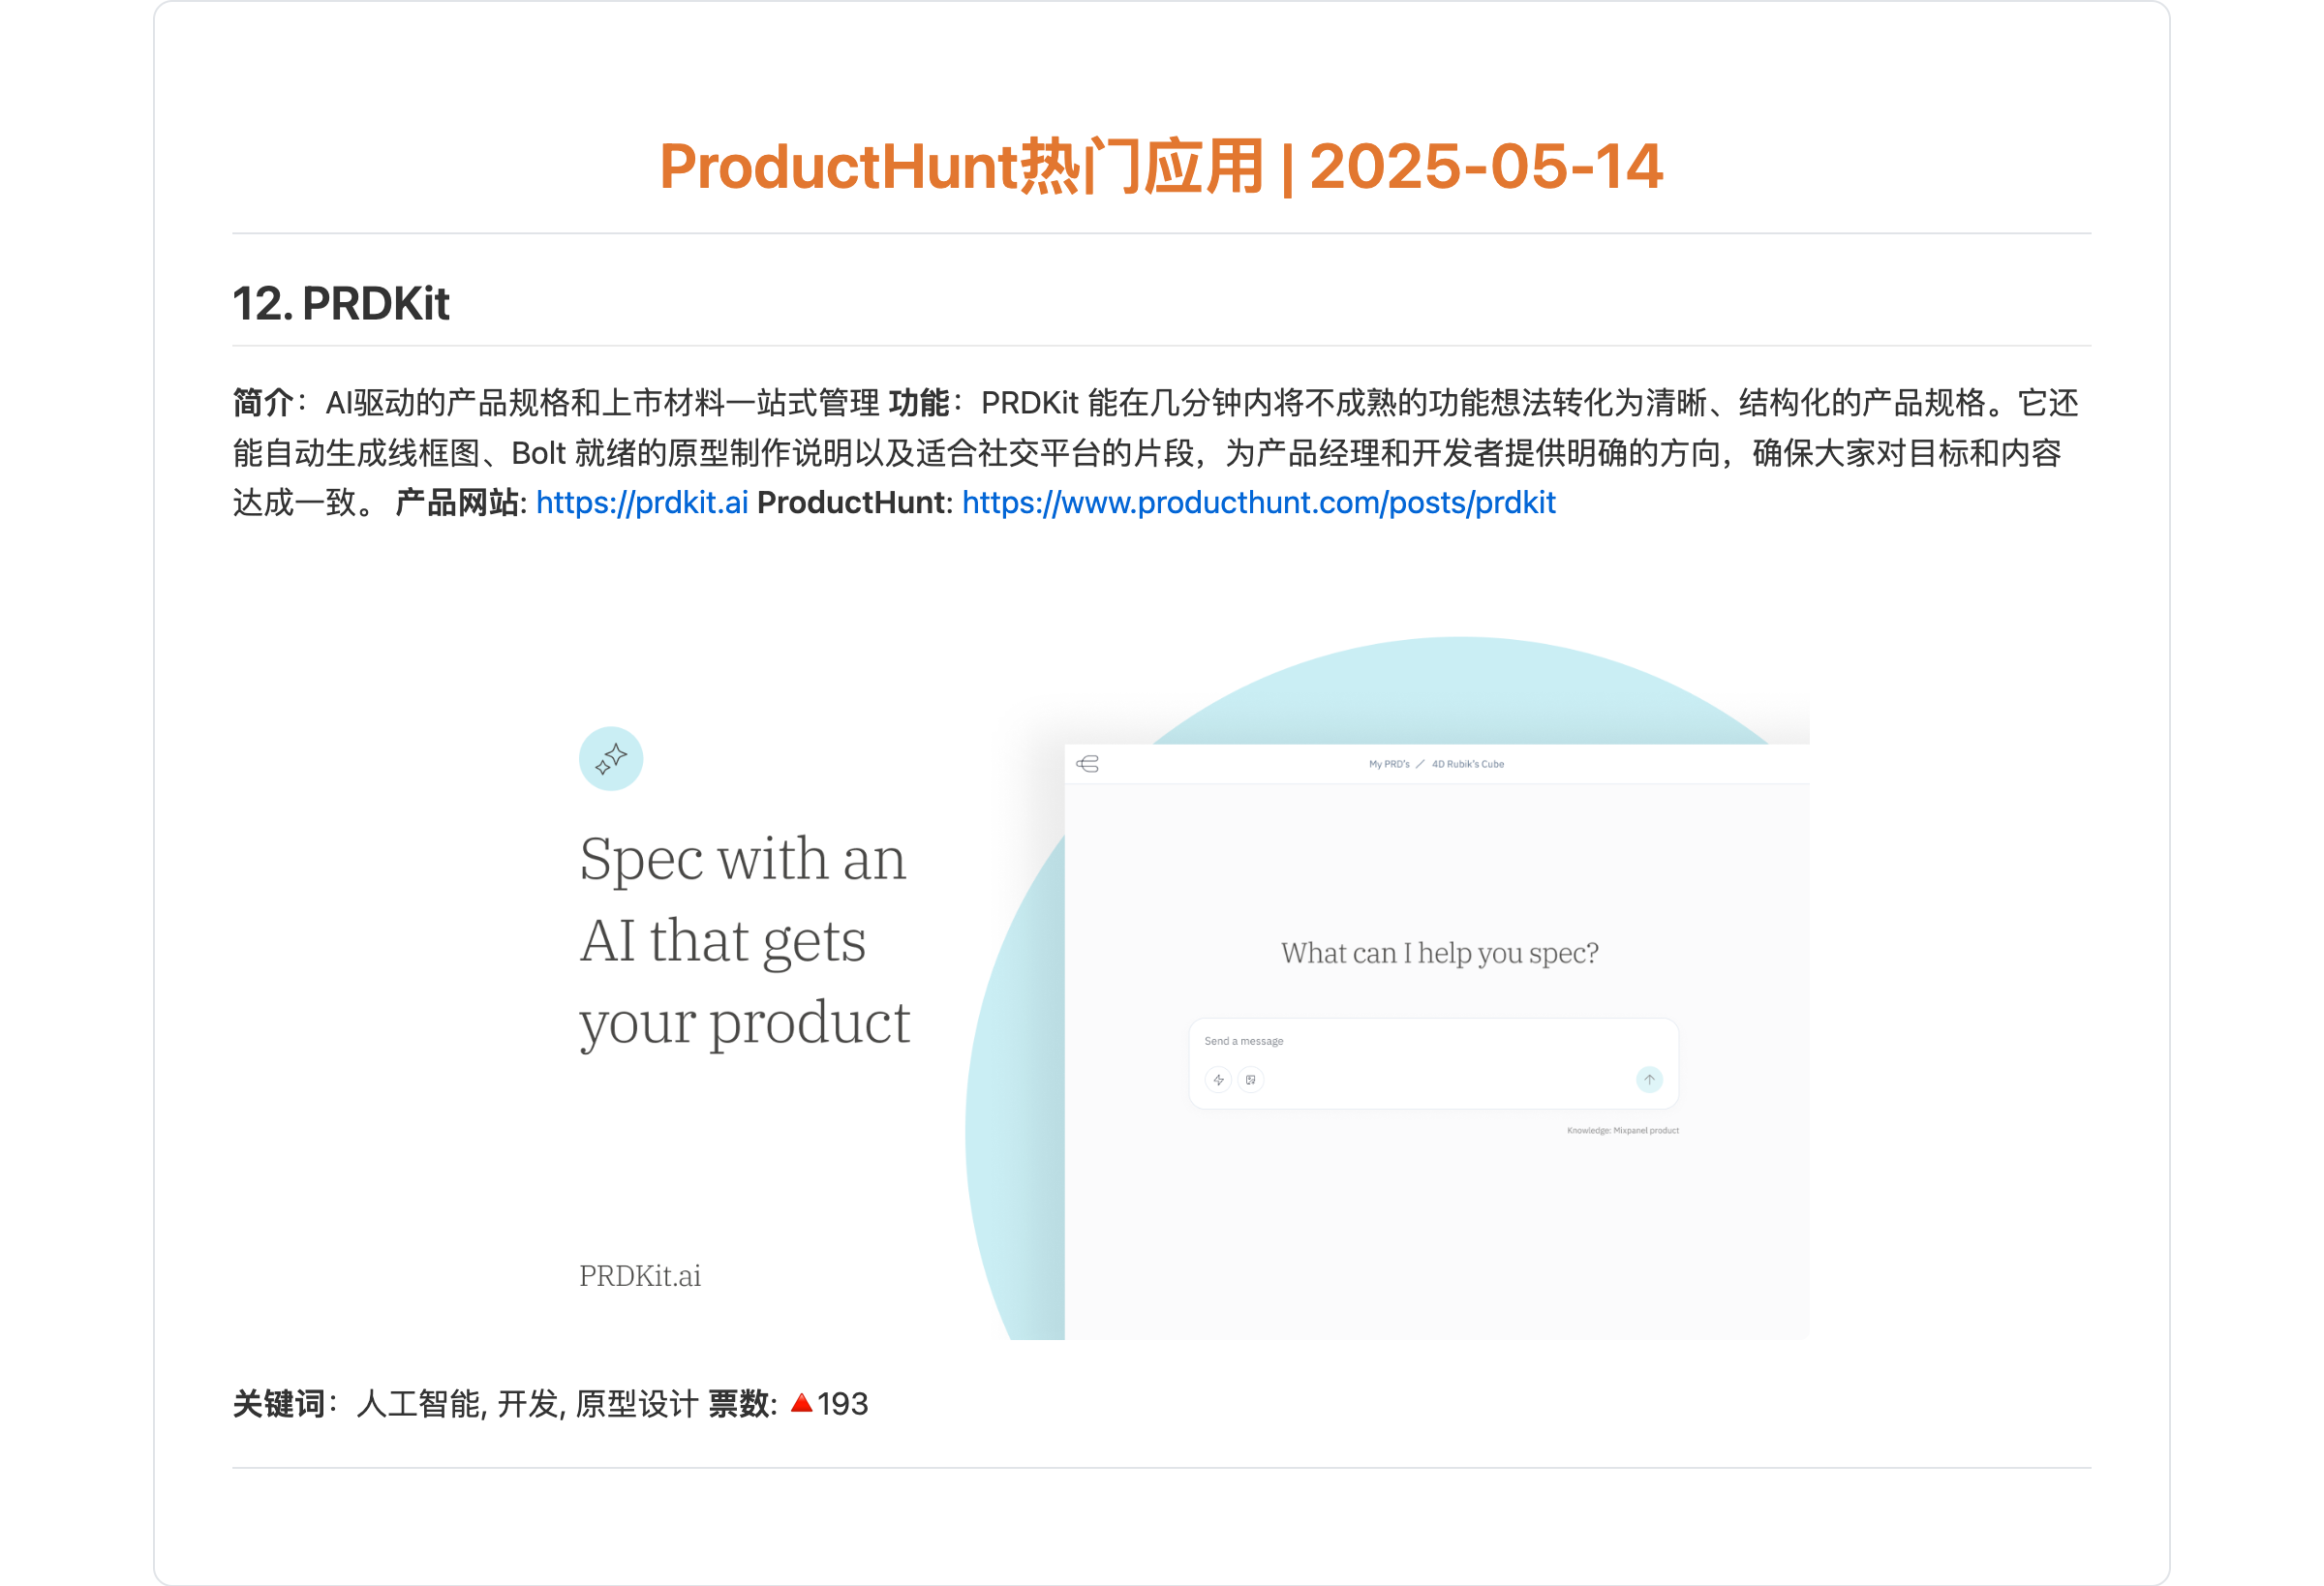 ProductHunt热门应用 | 2025-05-14
12. PRDKit
简介：AI驱动的产品规格和上市材料一站式管理 功能：PRDKit 能在几分钟内将不成熟的功能想法转化为清晰、结构化的产品规格。它还
能自动生成线框图、Bolt 就绪的原型制作说明以及适合社交平台的片段，为产品经理和开发者提供明确的方向，确保大家对目标和内容
达成一致。 产品网站: https://prdkit.ai ProductHunt: https://www.producthunt.com/posts/prdkit
Spec with an
AI that gets
your product
PRDKit.ai
My PRD's / 4D Rubik's Cube
What can I help you spec?
Send a message
Knowledge: Mixpanel product
关键词：人工智能, 开发, 原型设计 票数: 🔺193